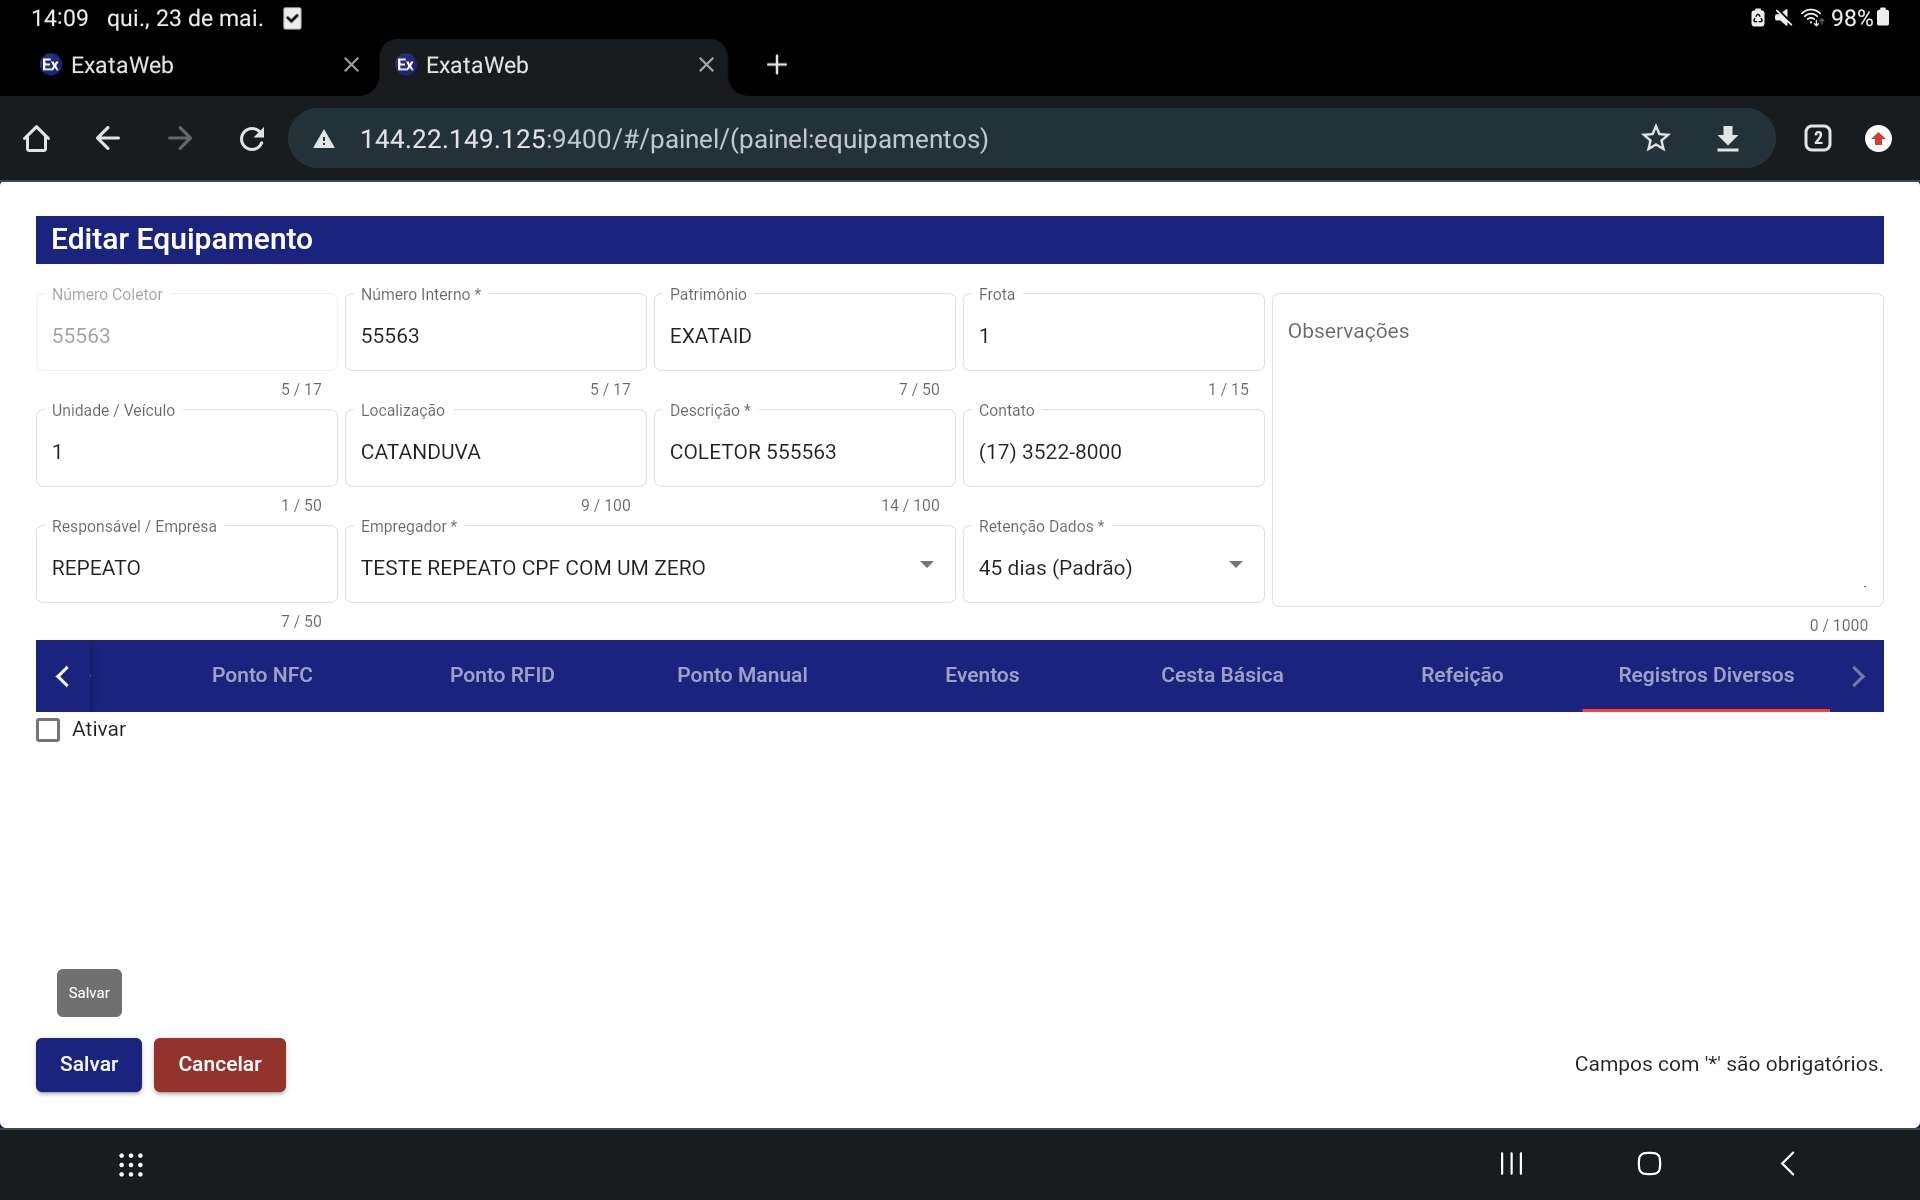 14:09 qui., 23 de mai. 98%
Ex ExataWeb Ex ExataWeb
144.22.149.125:9400/#/painel/(painel:equipamentos) 2
Editar Equipamento
Número Coletor Número Interno * Patrimônio Frota
55563 55563 EXATAID 1 Observações
5 / 17 5 / 17 7 / 50 1 / 15
Unidade / Veículo Localização Descrição * Contato
1 CATANDUVA COLETOR 555563 (17) 3522-8000
1 / 50 9 / 100 14 / 100
Responsável / Empresa Empregador * Retenção Dados *
REPEATO TESTE REPEATO CPF COM UM ZERO 45 dias (Padrão)
7 / 50 0 / 1000
Ponto NFC Ponto RFID Ponto Manual Eventos Cesta Básica Refeição Registros Diversos
Ativar
Salvar
Salvar Cancelar Campos com '*' são obrigatórios.